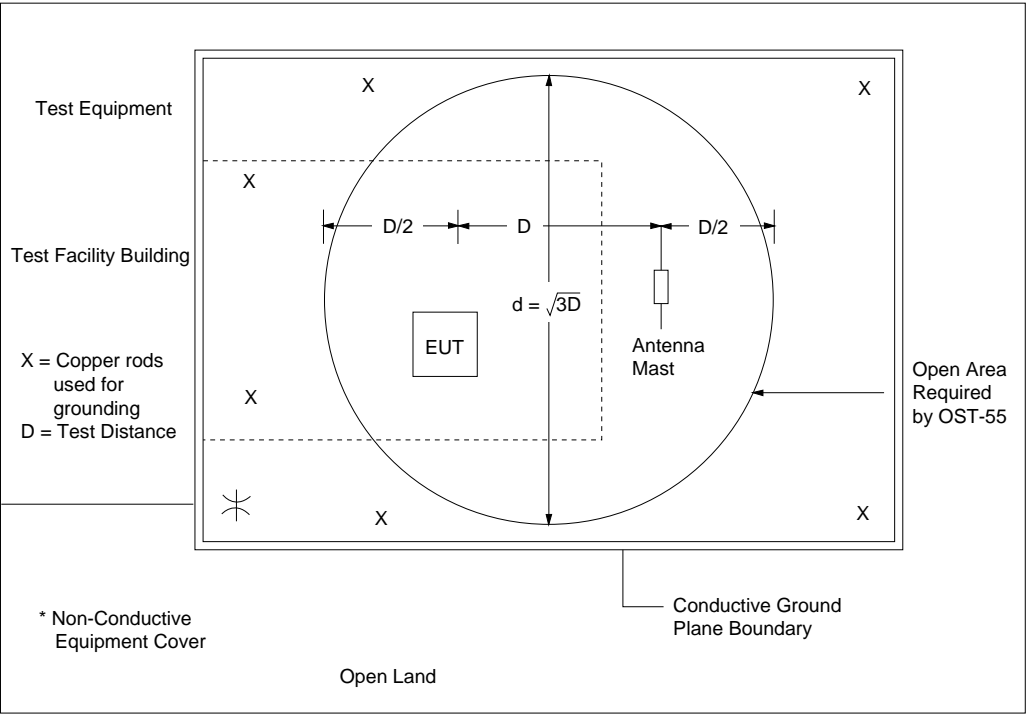 X
X
Test Equipment
X
D/2
D
D/2
Test Facility Building
d = √3D
EUT
Antenna
Mast
X = Copper rods
used for
grounding
D = Test Distance
X
Open Area
Required
by OST-55
X
X
* Non-Conductive
Equipment Cover
Conductive Ground
Plane Boundary
Open Land